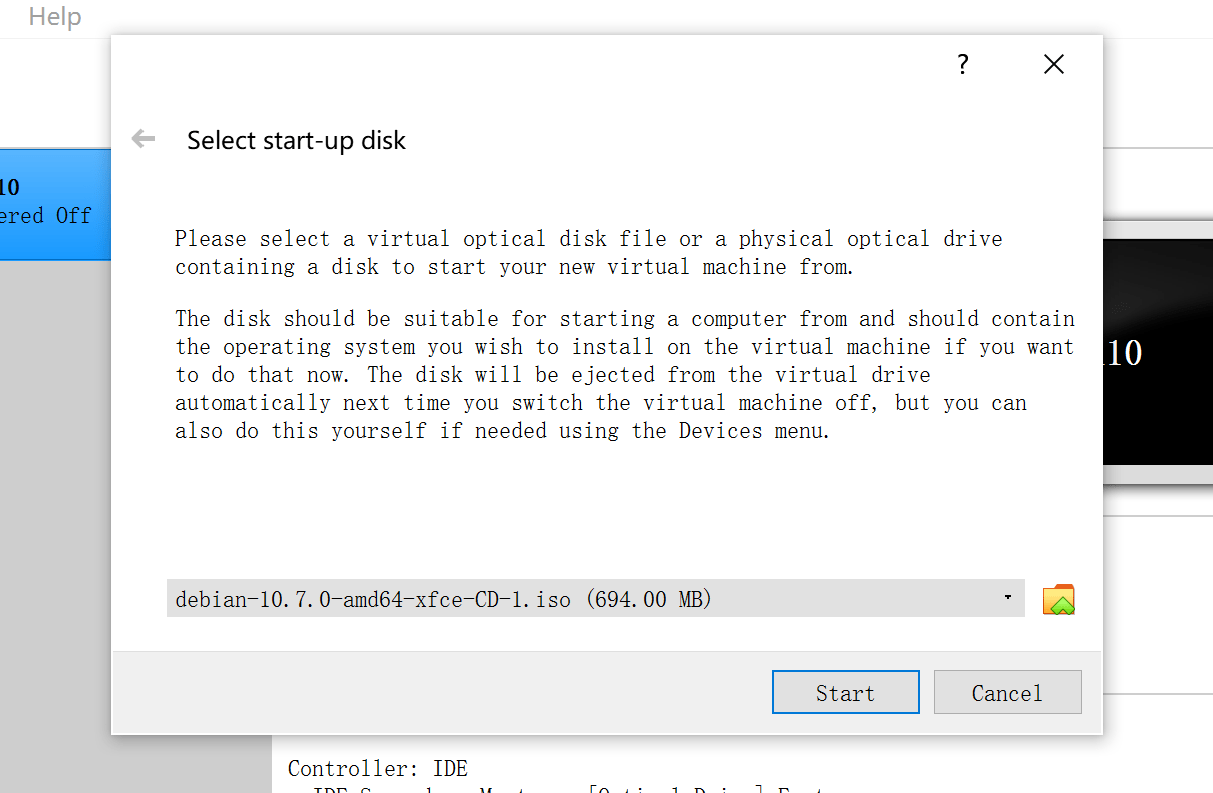 Help
Select start-up disk
10
ered Off
Please select a virtual optical disk file or a physical optical drive
containing a disk to start your new virtual machine from.
The disk should be suitable for starting a computer from and should contain
the operating system you wish to install on the virtual machine if you want
to do that now. The disk will be ejected from the virtual drive
automatically next time you switch the virtual machine off, but you can
also do this yourself if needed using the Devices menu.
10
debian-10.7.0-amd64-xfce-CD-1.iso (694.00 MB)
Start Cancel
Controller: IDE